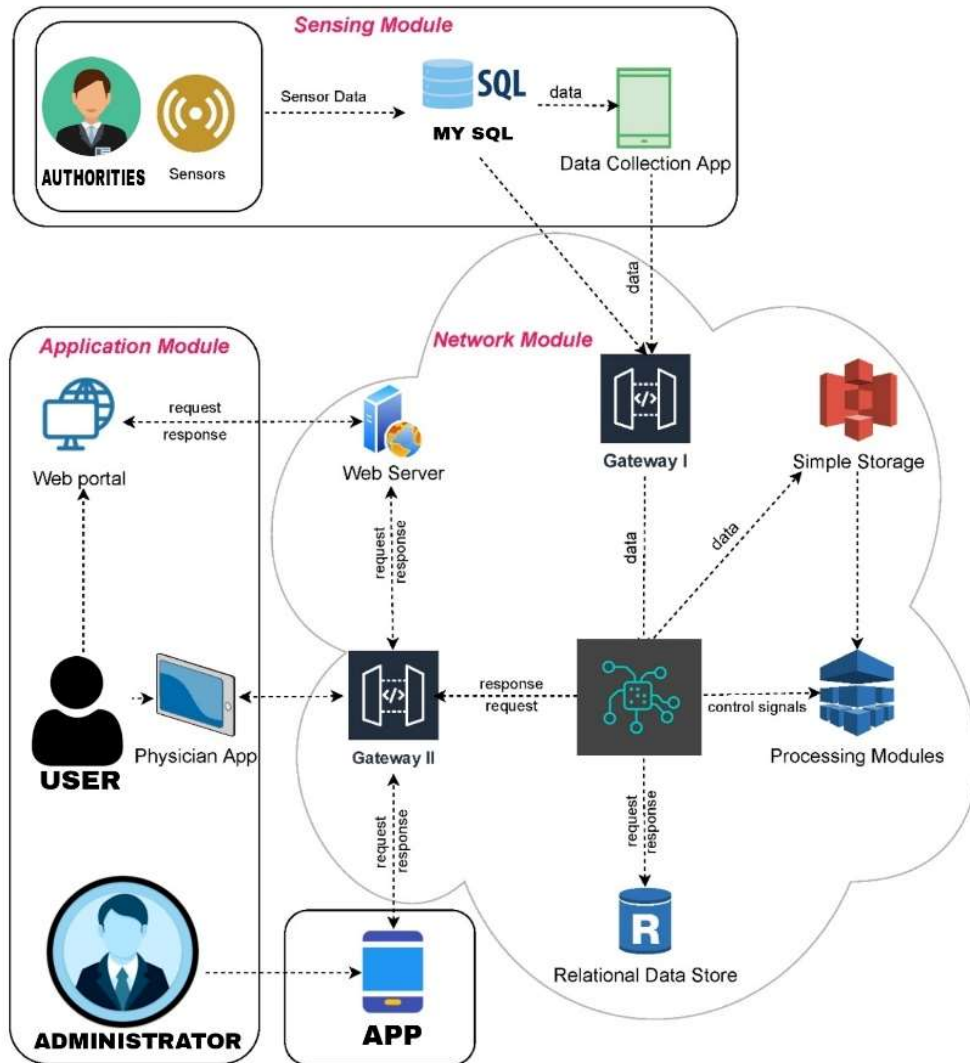 Sensing Module
AUTHORITIES
Sensors
Sensor Data
SQL
MY SQL
data
Data Collection App
data
Application Module
Network Module
Web portal
request
response
Web Server
Gateway I
Simple Storage
request
response
data
data
USER
Physician App
Gateway II
response
request
control signals
Processing Modules
request
response
request
response
R
Relational Data Store
ADMINISTRATOR
APP